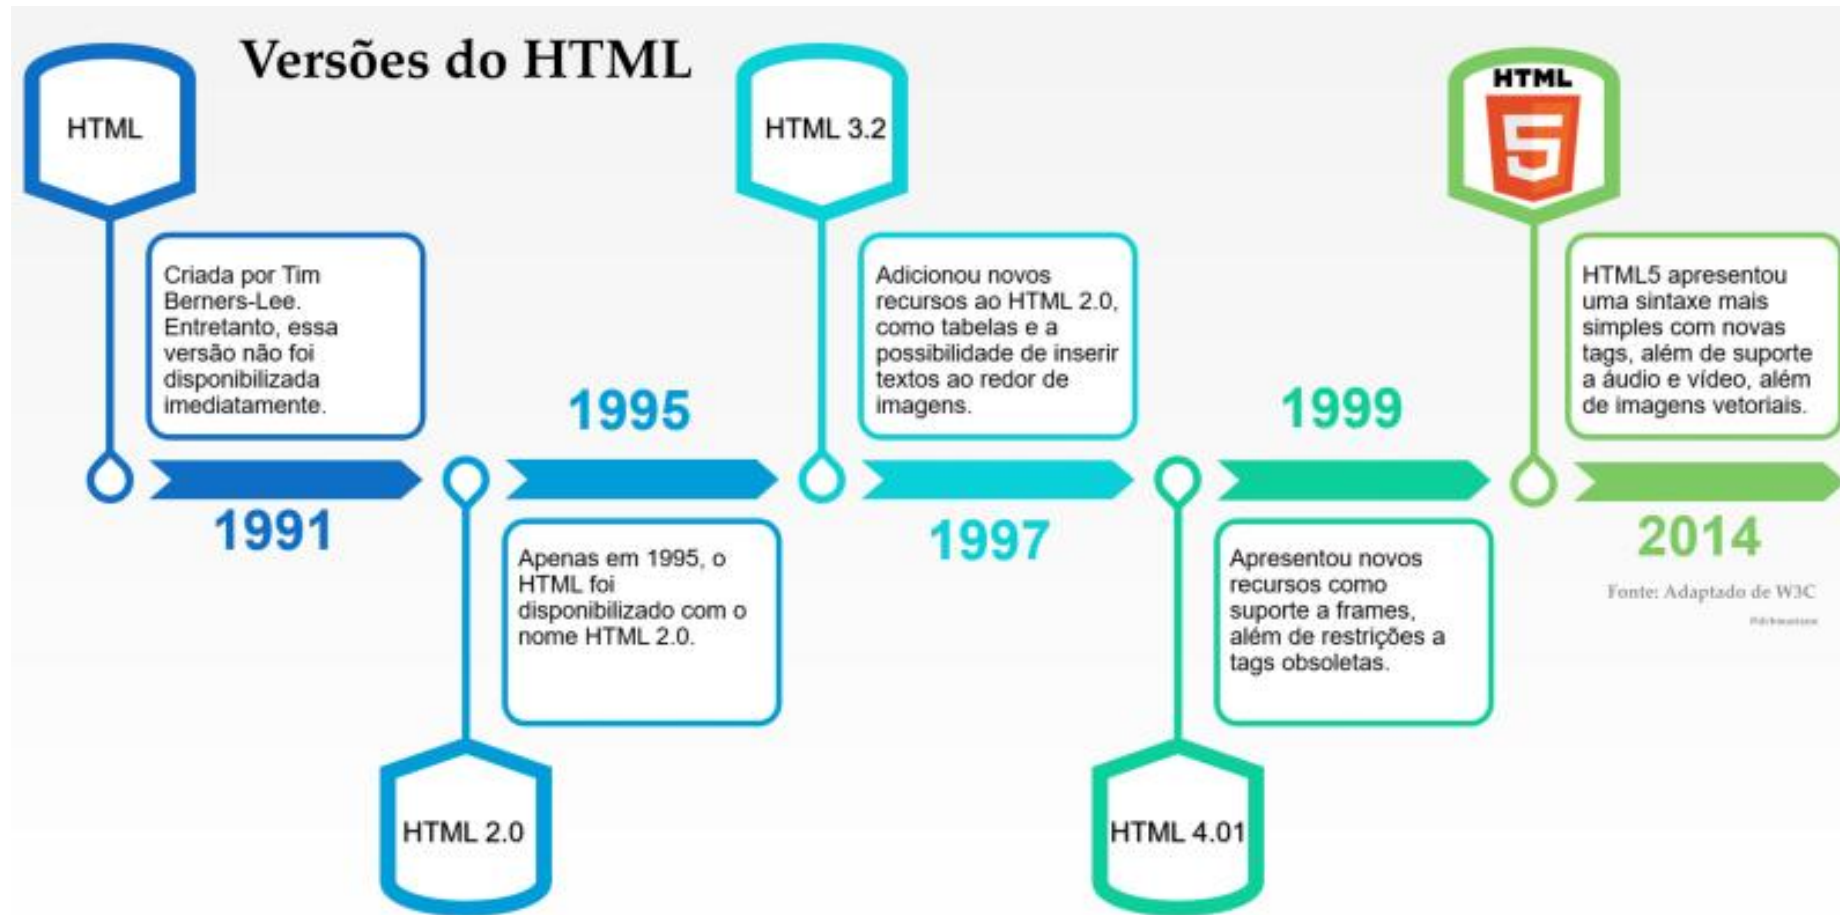 Versões do HTML
HTML
Criada por Tim
Berners-Lee.
Entretanto, essa
versão não foi
disponibilizada
imediatamente.
1991
1995
Apenas em 1995, o
HTML foi
disponibilizado com o
nome HTML 2.0.
HTML 2.0
HTML 3.2
Adicionou novos
recursos ao HTML 2.0,
como tabelas e a
possibilidade de inserir
textos ao redor de
imagens.
1997
1999
Apresentou novos
recursos como
suporte a frames,
além de restrições a
tags obsoletas.
HTML 4.01
HTML
5
HTML5 apresentou
uma sintaxe mais
simples com novas
tags, além de suporte
a áudio e vídeo, além
de imagens vetoriais.
2014
Fonte: Adaptado de W3C